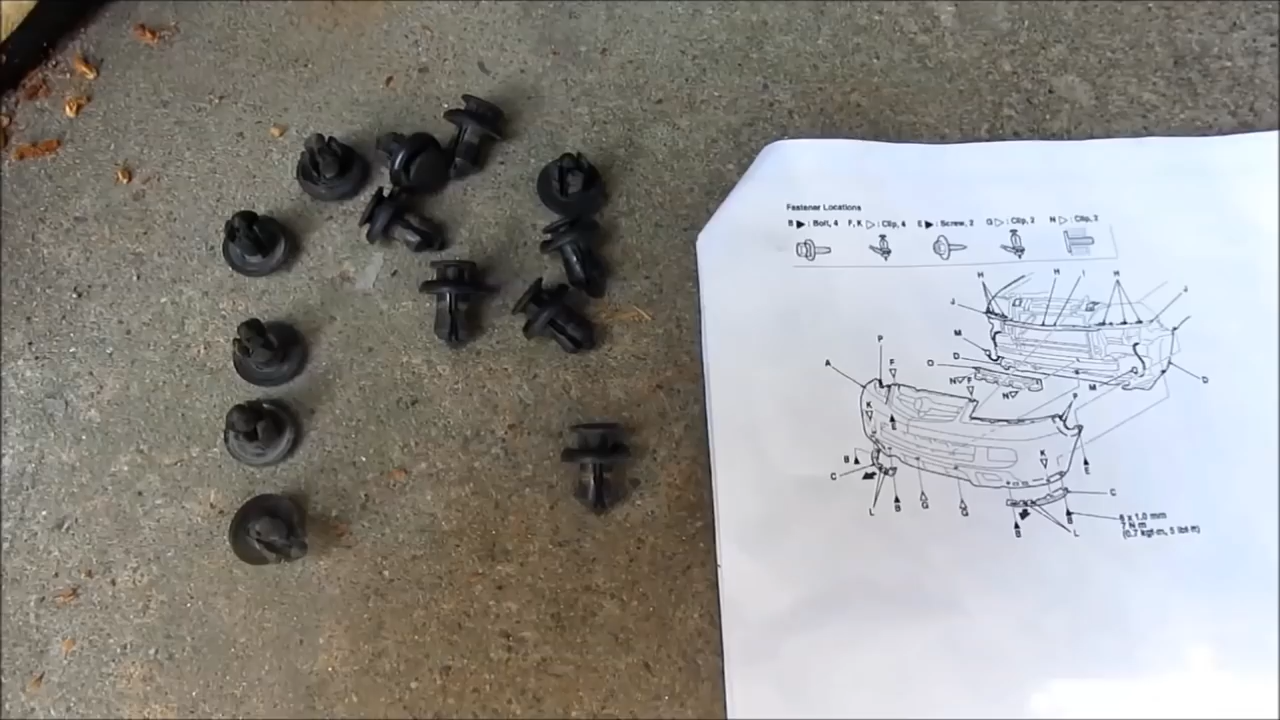 Fastener Locations
B ▶ : Bolt, 4 F, K ▷ : Clip, 4 E ▶ : Screw, 2 G ▷ : Clip, 2 N ▷ : Clip, 2
H H I H
J J
M
P O D
A F N F M D
N
K P
E
B K E
C C
L B G G B
B L
6 x 1.0 mm
7 N·m
(0.7 kgf·m, 5 lbf·ft)